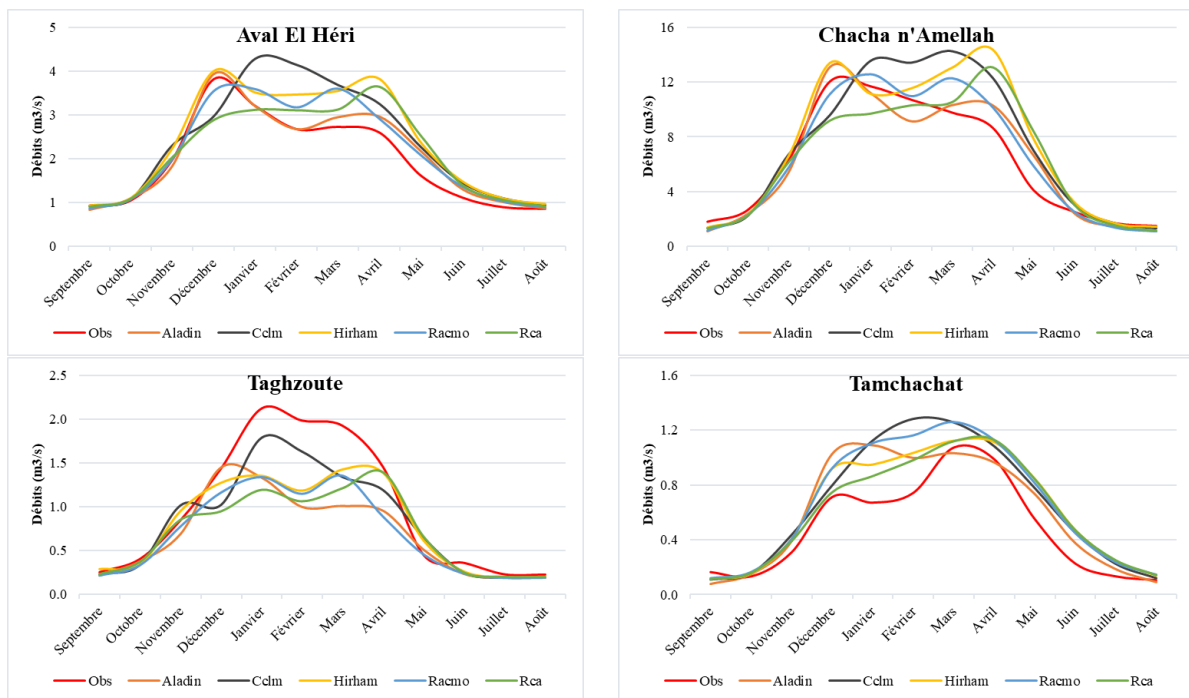 Aval El Héri
Débits (m3/s)
5
4
3
2
1
0
Septembre
Octobre
Novembre
Décembre
Janvier
Février
Mars
Avril
Mai
Juin
Juillet
Août
Obs Aladin Cclm Hirham Racmo Rca
Chacha n'Amellah
Débits (m3/s)
16
12
8
4
0
Septembre
Octobre
Novembre
Décembre
Janvier
Février
Mars
Avril
Mai
Juin
Juillet
Août
Obs Aladin Cclm Hirham Racmo Rca
Taghzoute
Débits (m3/s)
2.5
2.0
1.5
1.0
0.5
0.0
Septembre
Octobre
Novembre
Décembre
Janvier
Février
Mars
Avril
Mai
Juin
Juillet
Août
Obs Aladin Cclm Hirham Racmo Rca
Tamchachat
Débits (m3/s)
1.6
1.2
0.8
0.4
0.0
Septembre
Octobre
Novembre
Décembre
Janvier
Février
Mars
Avril
Mai
Juin
Juillet
Août
Obs Aladin Cclm Hirham Racmo Rca